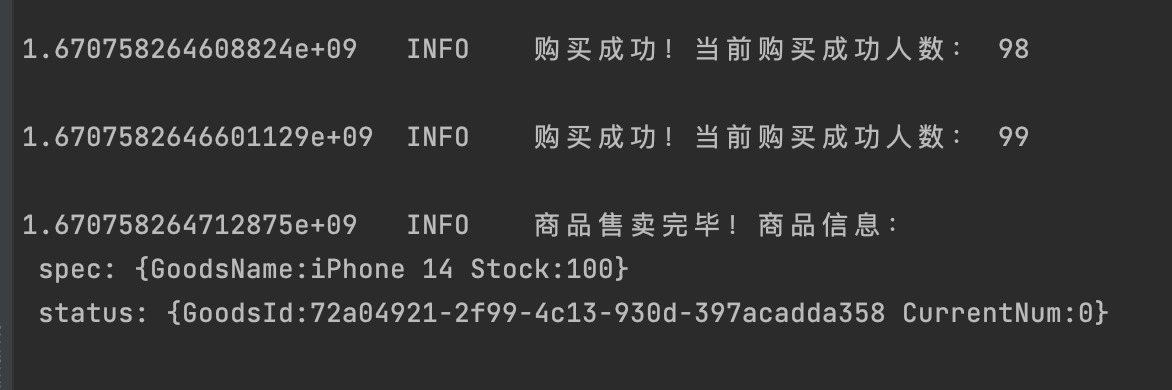 1.670758264608824e+09 INFO 购买成功！当前购买成功人数： 98
1.6707582646601129e+09 INFO 购买成功！当前购买成功人数： 99
1.670758264712875e+09 INFO 商品售卖完毕！商品信息：
spec: {GoodsName:iPhone 14 Stock:100}
status: {GoodsId:72a04921-2f99-4c13-930d-397acadda358 CurrentNum:0}